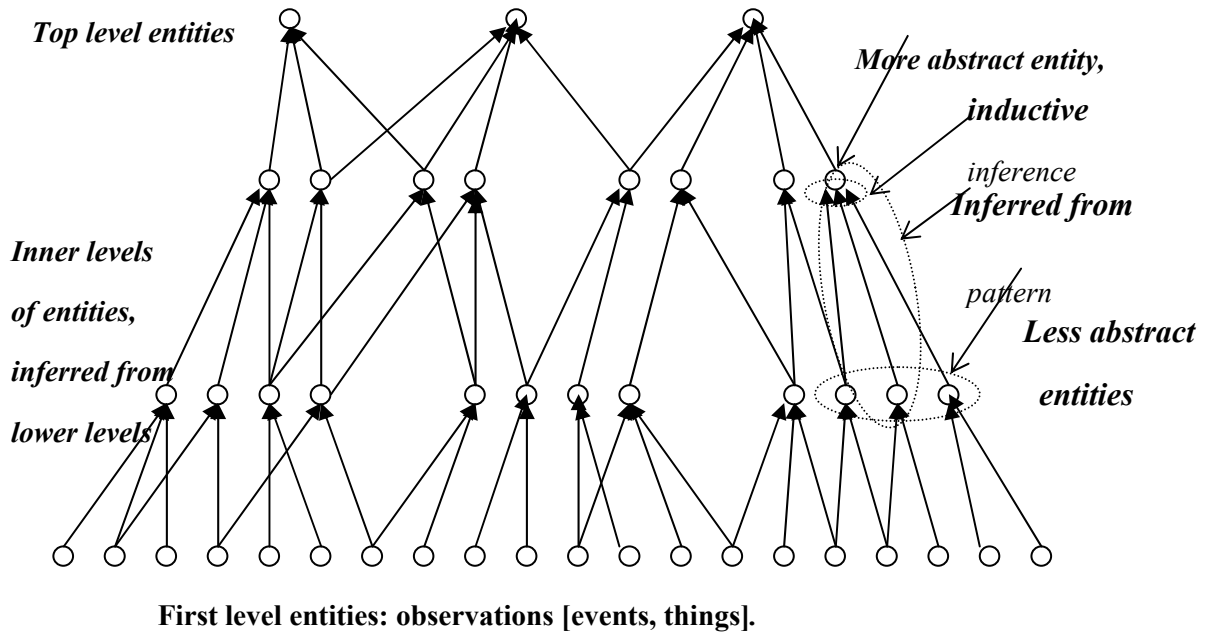 Top level entities
More abstract entity,
inductive
inference
Inferred from
Inner levels
of entities,
inferred from
lower levels
pattern
Less abstract
entities
First level entities: observations [events, things].